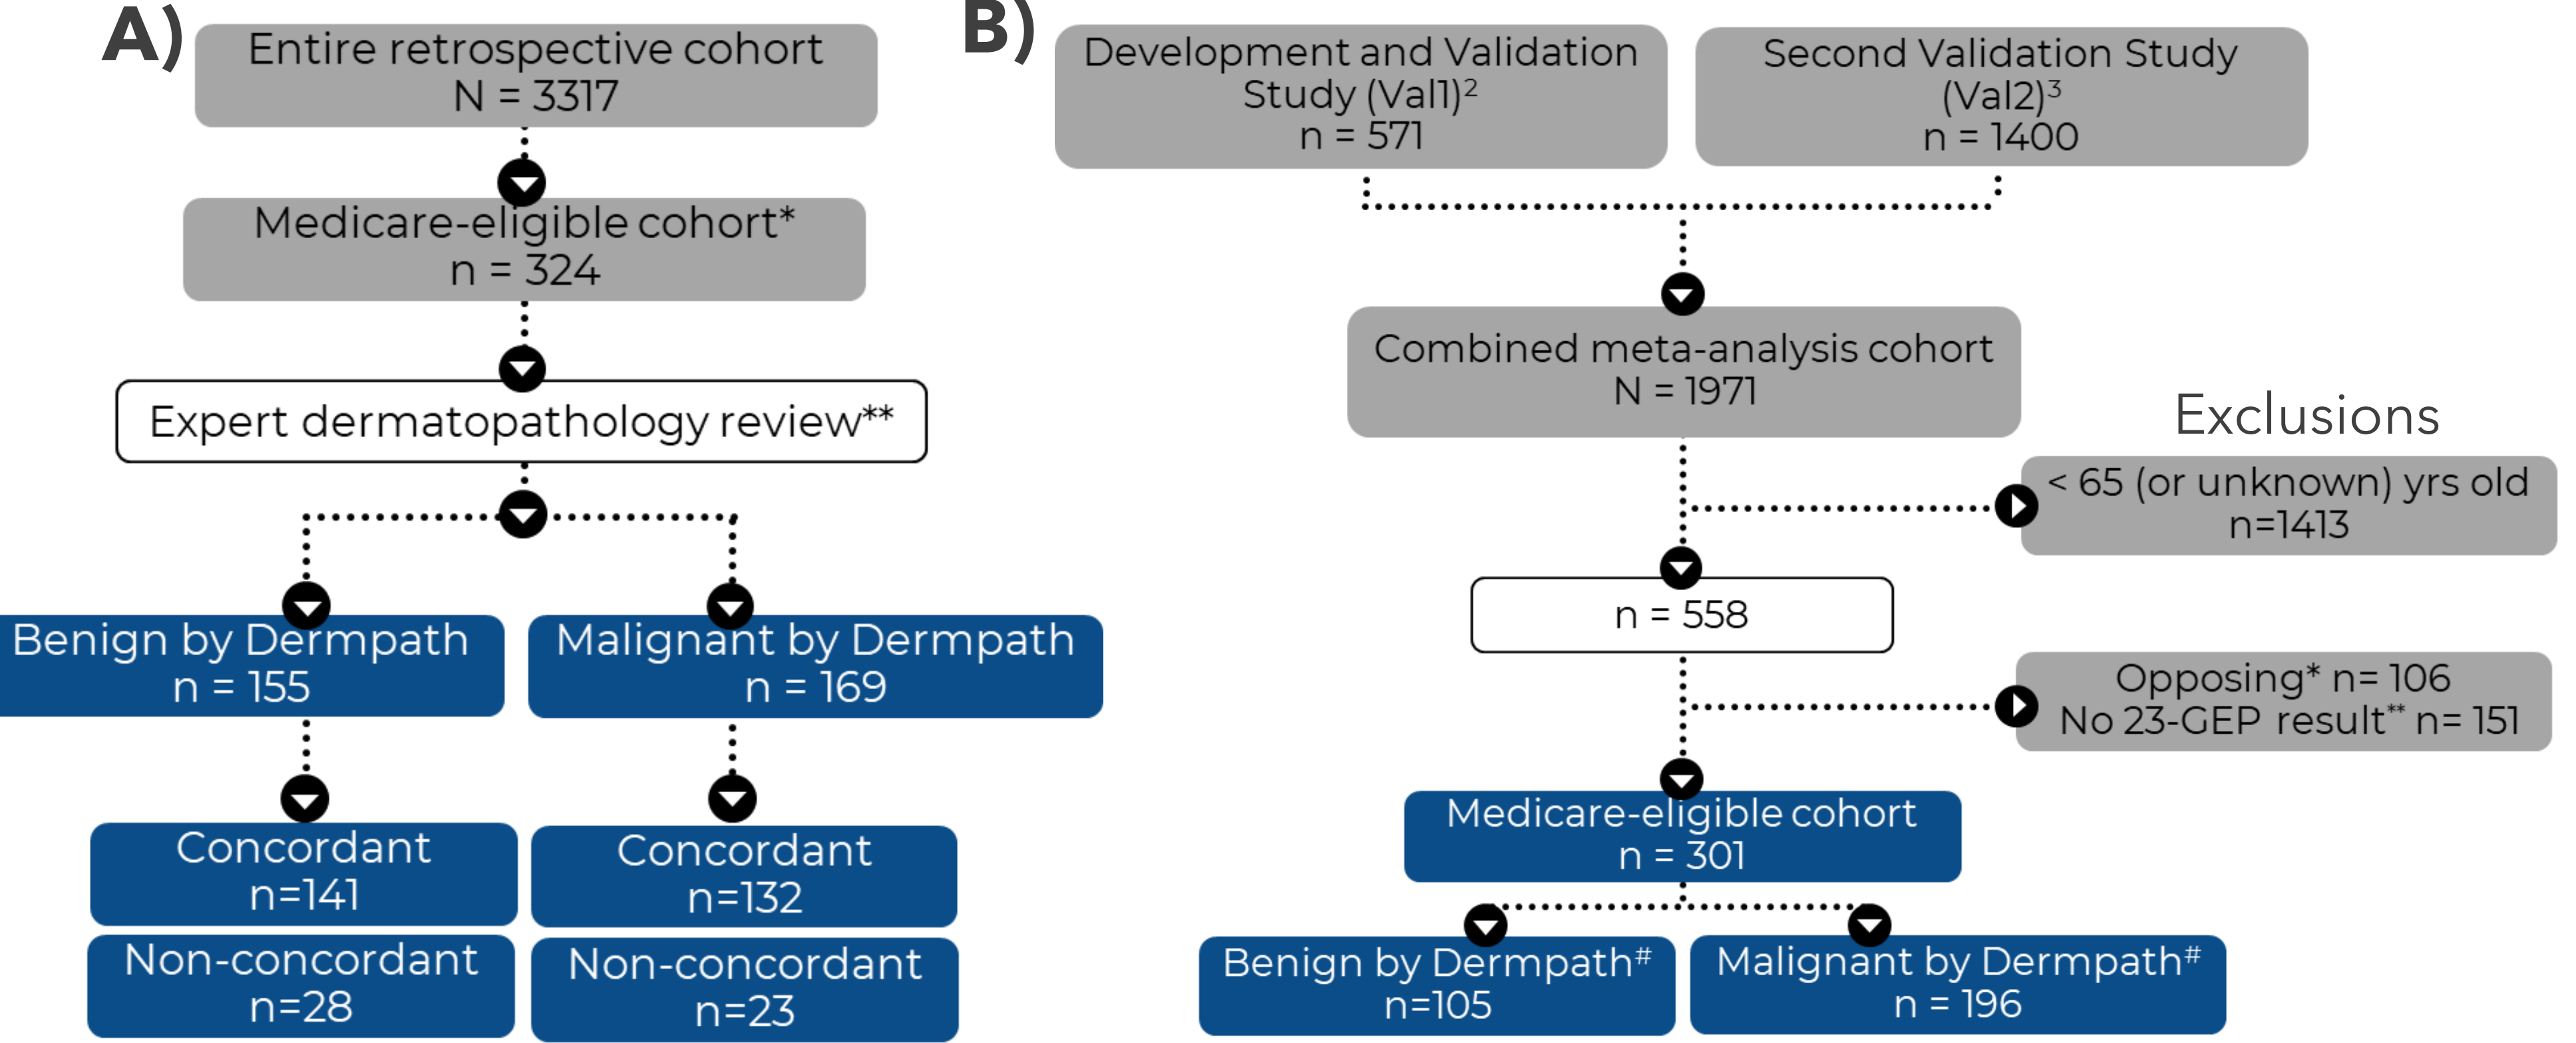 A)
Entire retrospective cohort
N = 3317
Medicare-eligible cohort*
n = 324
Expert dermatopathology review**
Benign by Dermpath
n = 155
Malignant by Dermpath
n = 169
Concordant
n=141
Non-concordant
n=28
Concordant
n=132
Non-concordant
n=23
B)
Development and Validation
Study (Val1)²
n = 571
Second Validation Study
(Val2)³
n = 1400
Combined meta-analysis cohort
N = 1971
Exclusions
< 65 (or unknown) yrs old
n=1413
n = 558
Opposing* n= 106
No 23-GEP result** n= 151
Medicare-eligible cohort
n = 301
Benign by Dermpath#
n=105
Malignant by Dermpath#
n = 196